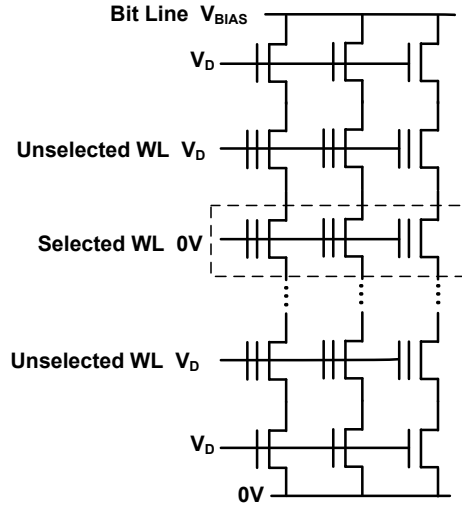 Bit Line V_BIAS
V_D
Unselected WL V_D
Selected WL 0V
Unselected WL V_D
V_D
0V